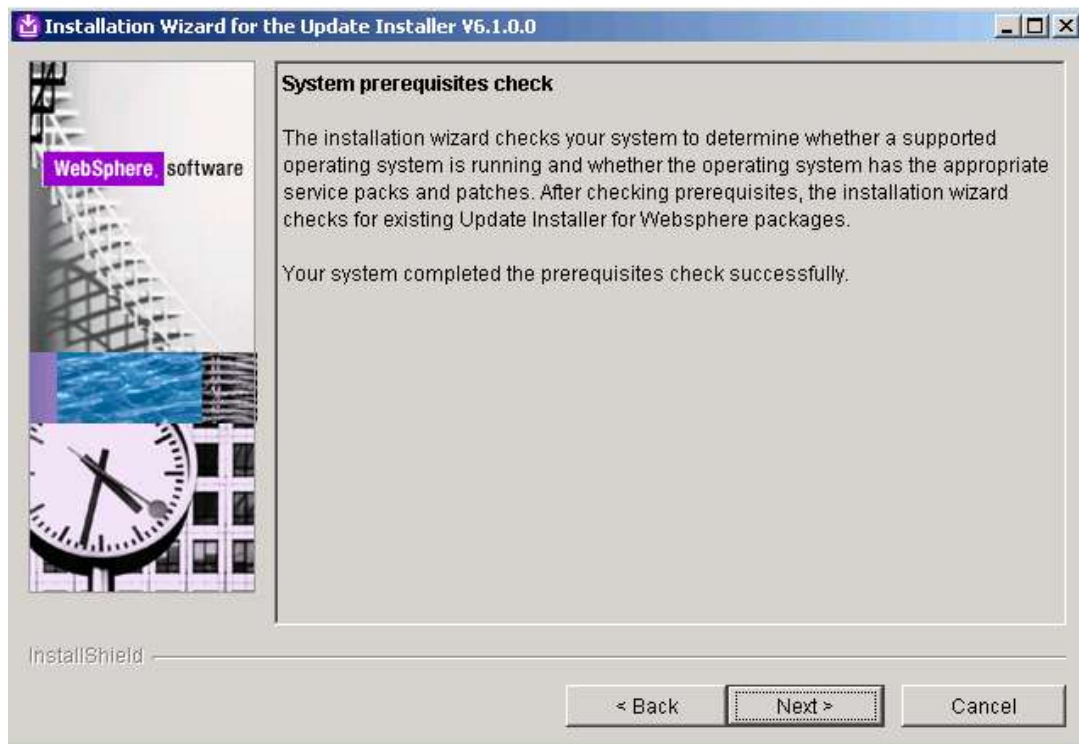 Installation Wizard for the Update Installer V6.1.0.0
WebSphere. software
System prerequisites check
The installation wizard checks your system to determine whether a supported
operating system is running and whether the operating system has the appropriate
service packs and patches. After checking prerequisites, the installation wizard
checks for existing Update Installer for Websphere packages.
Your system completed the prerequisites check successfully.
InstallShield
< Back
Next >
Cancel